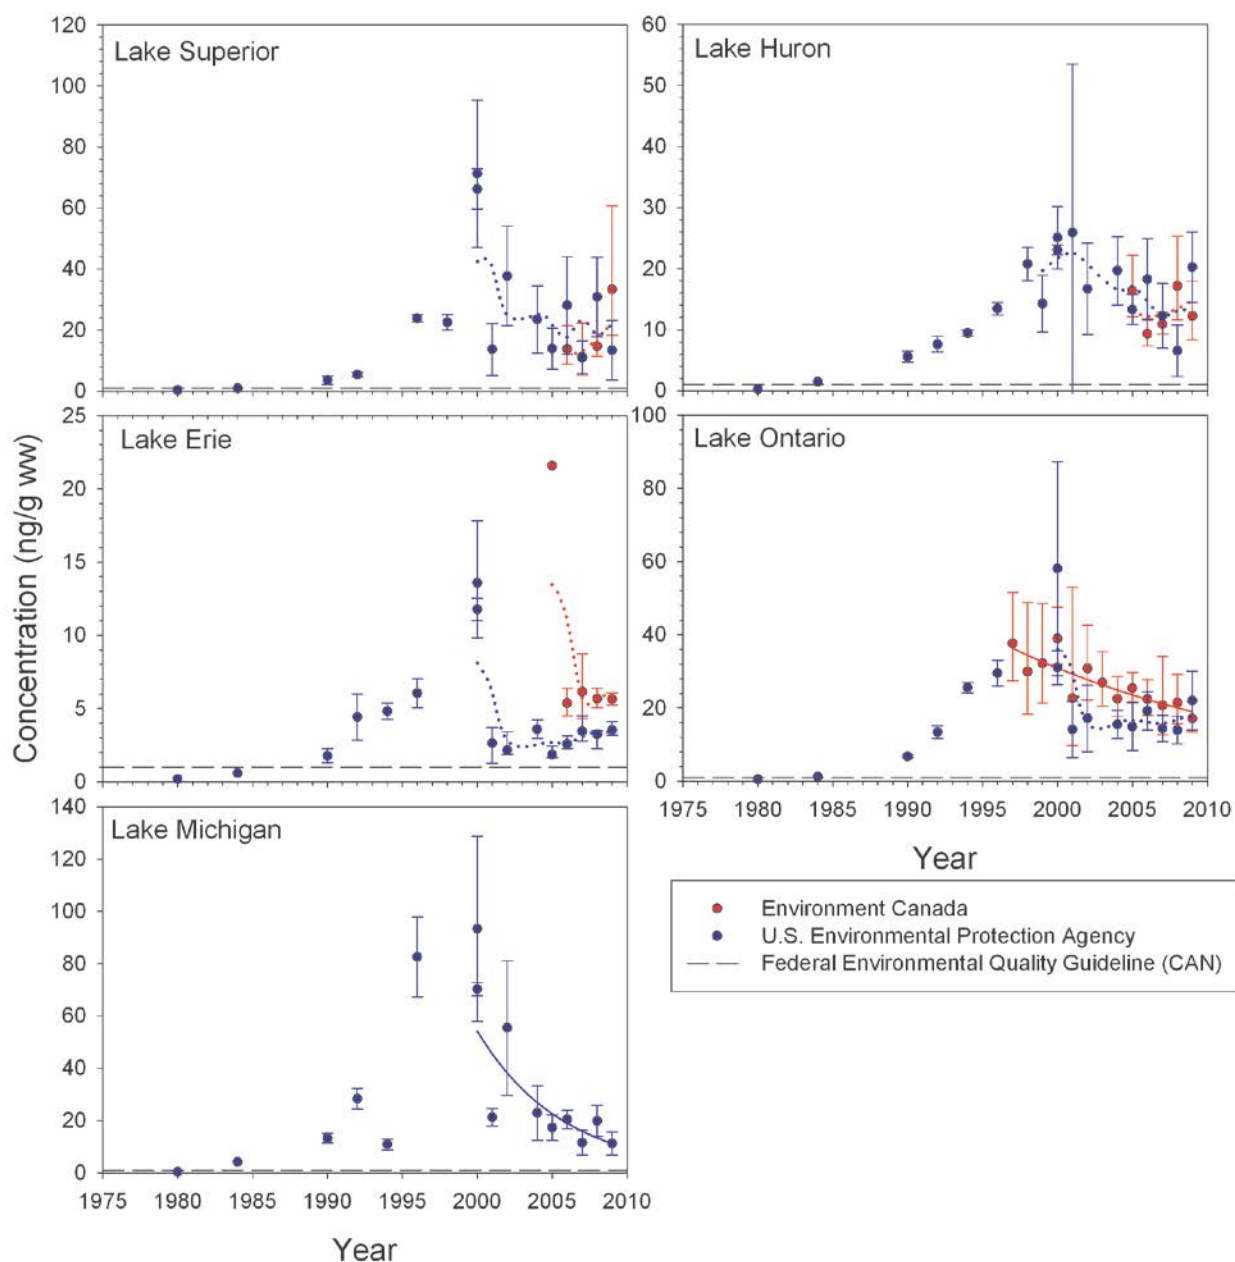 Concentration (ng/g ww)
Lake Superior
120
100
80
60
40
20
0
Lake Huron
60
50
40
30
20
10
0
Lake Erie
25
20
15
10
5
0
Lake Ontario
100
80
60
40
20
0
1975 1980 1985 1990 1995 2000 2005 2010
Year
Lake Michigan
140
120
100
80
60
40
20
0
1975 1980 1985 1990 1995 2000 2005 2010
Year
Environment Canada
U.S. Environmental Protection Agency
Federal Environmental Quality Guideline (CAN)